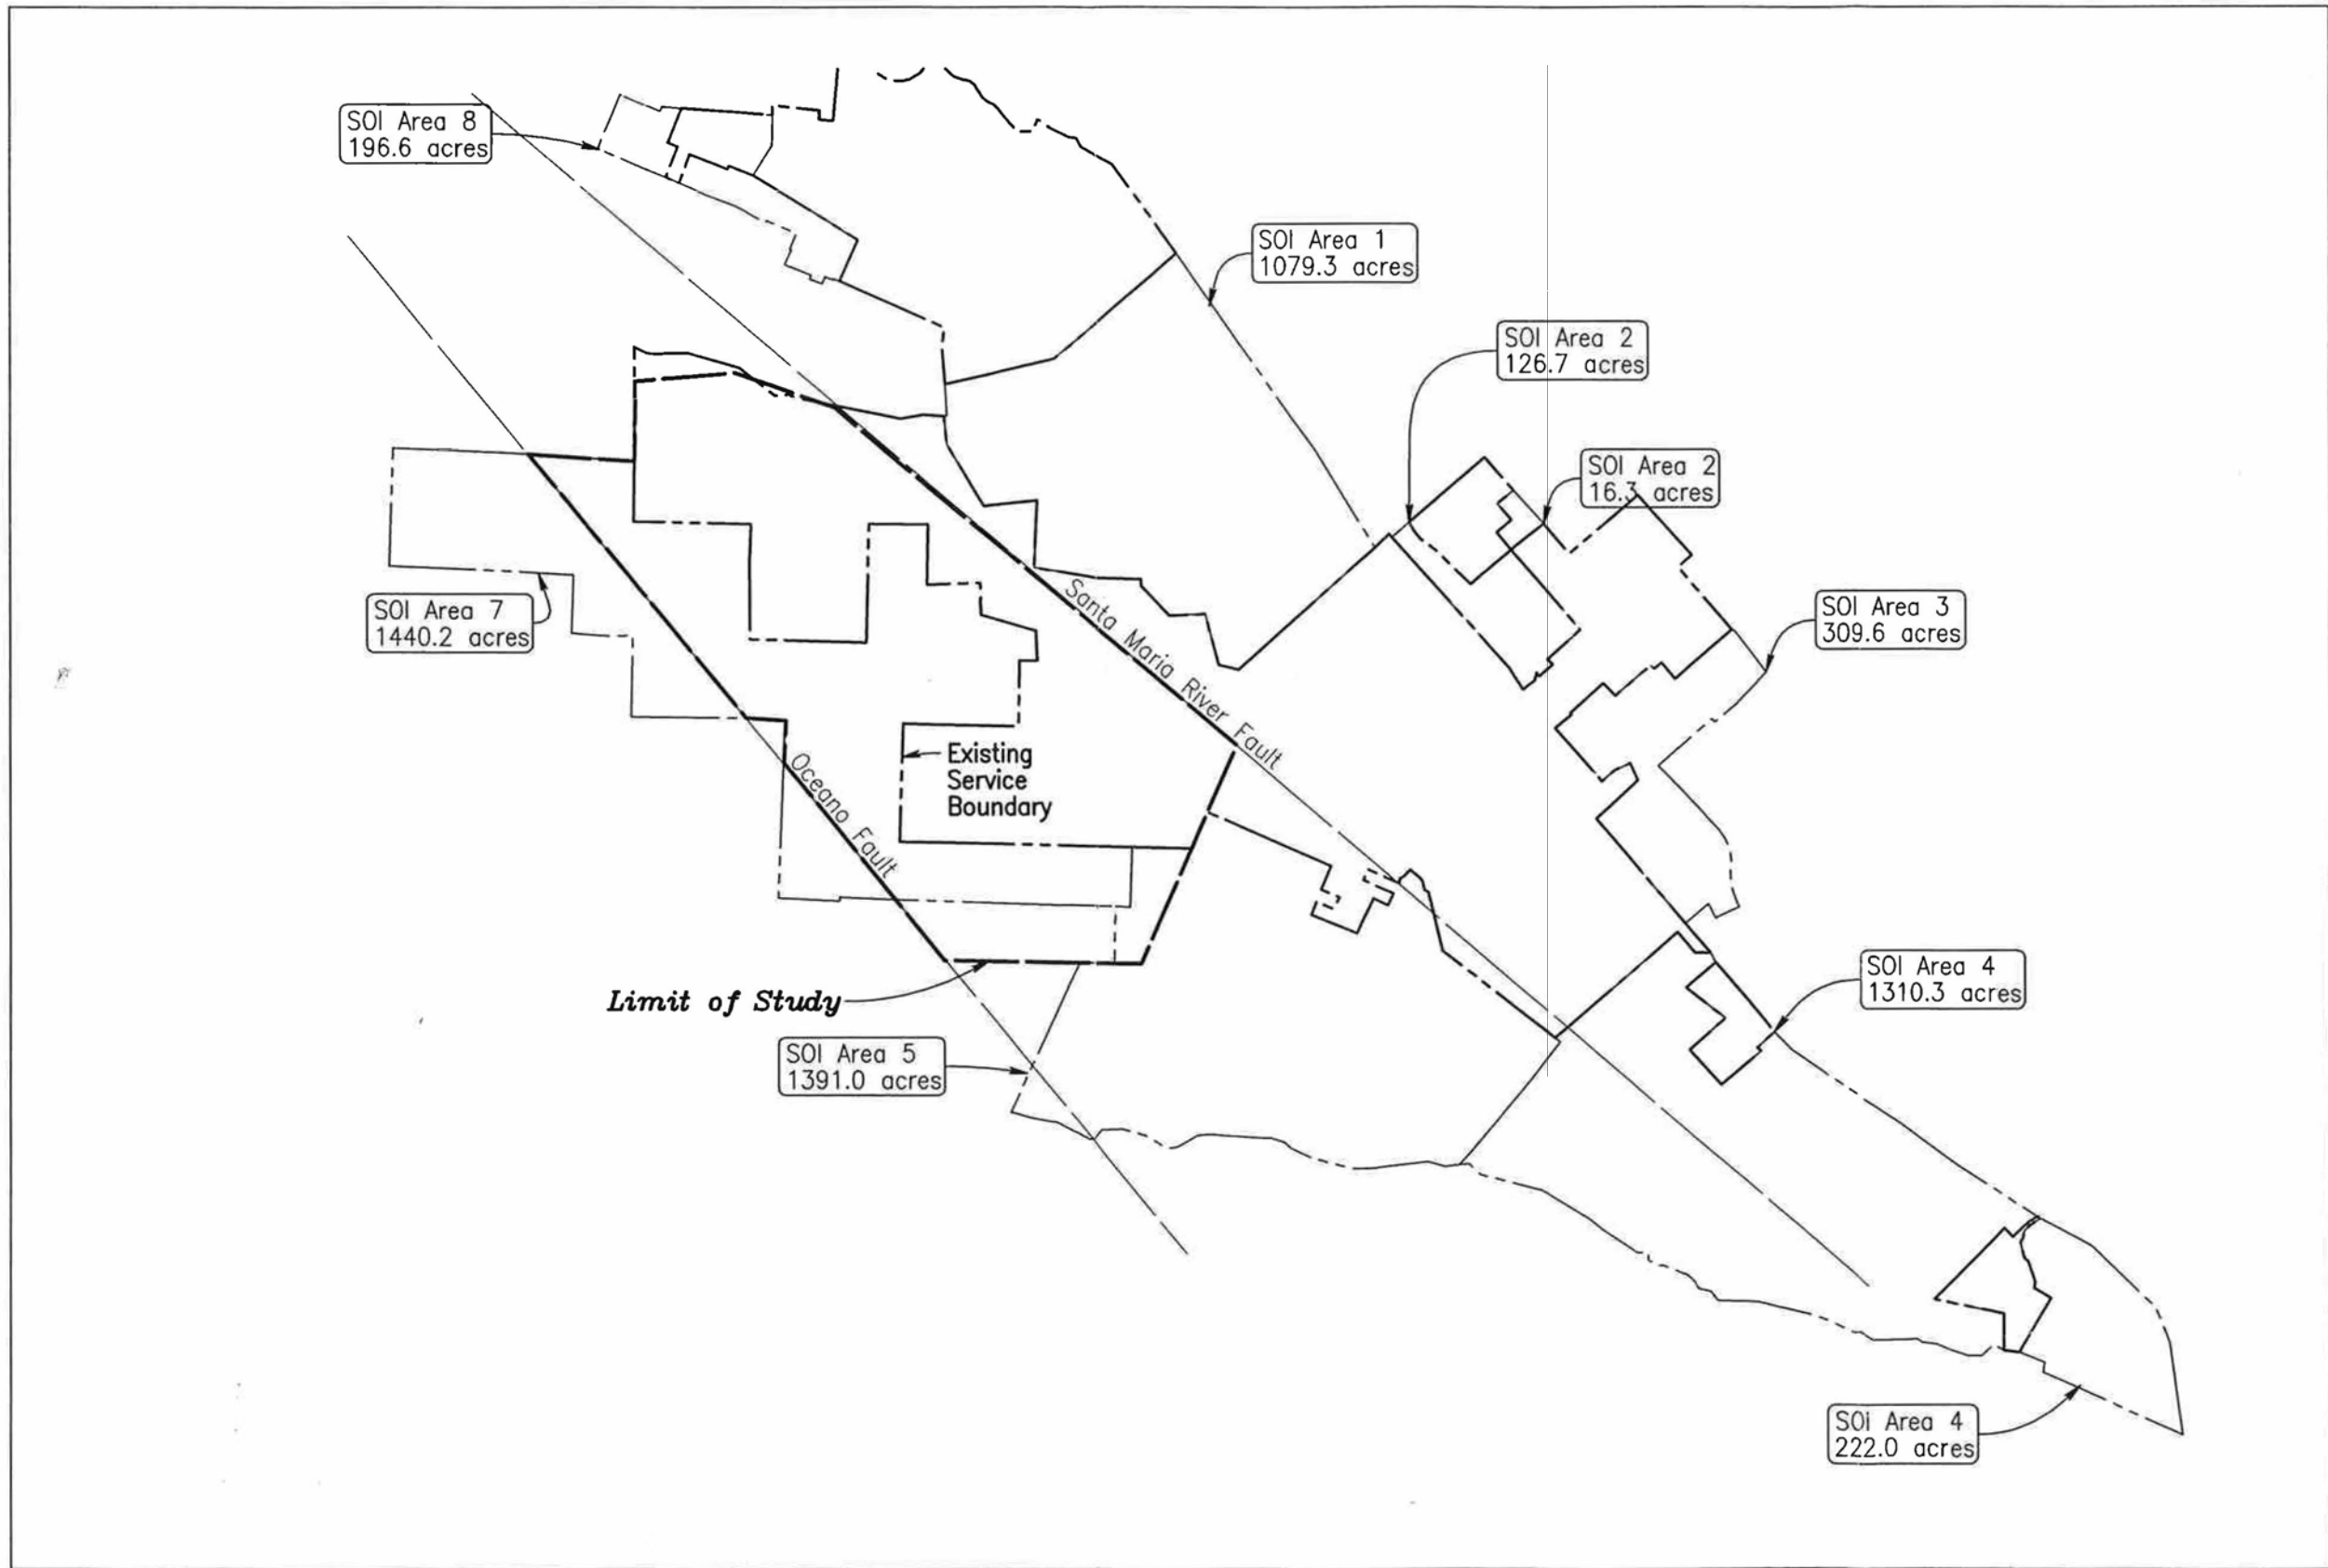 SOI Area 8
196.6 acres
SOI Area 1
1079.3 acres
SOI Area 2
126.7 acres
SOI Area 2
16.3 acres
SOI Area 7
1440.2 acres
SOI Area 3
309.6 acres
Santa Maria River Fault
Existing
Service
Boundary
Oceano Fault
Limit of Study
SOI Area 4
1310.3 acres
SOI Area 5
1391.0 acres
SOi Area 4
222.0 acres